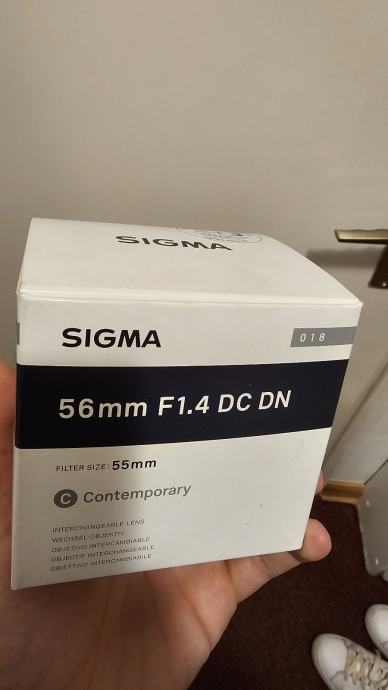 SIGMA
SIGMA
018
56mm F1.4 DC DN
FILTER SIZE: 55mm
C Contemporary
INTERCHANGEABLE LENS
WECHSEL-OBJEKTIV
OBJETIVO INTERCAMBIABLE
OBJECTIF INTERCHANGEABLE
OBIETTIVO INTERCAMBIABILE